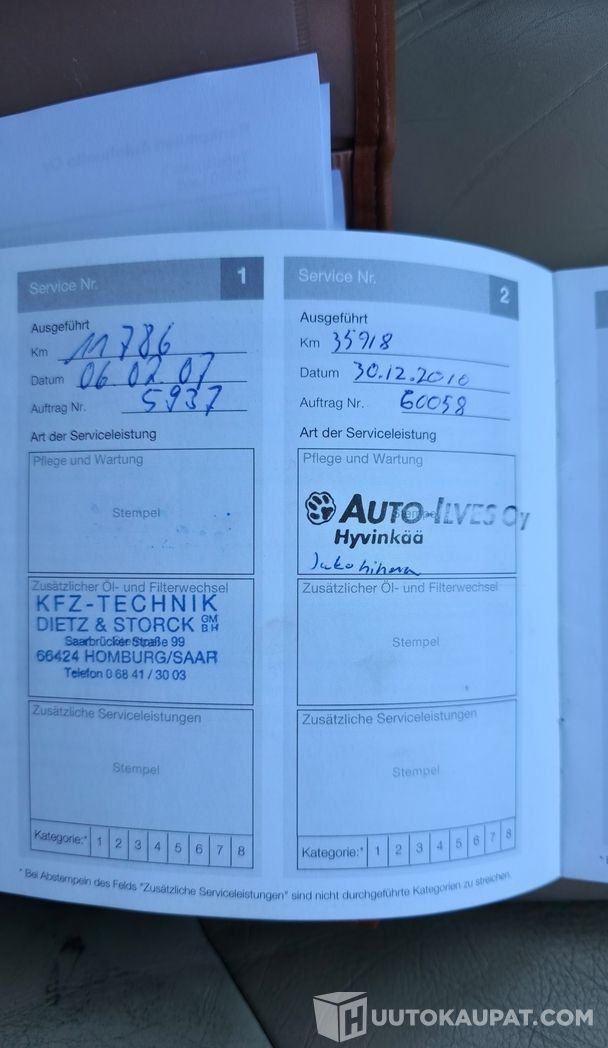 Service Nr. 1
Ausgeführt
Km 11786
Datum 06.02.07
Auftrag Nr. 5937
Art der Serviceleistung
Pflege und Wartung
Stempel
Zusätzlicher Öl- und Filterwechsel
KFZ-TECHNIK
DIETZ & STORCK GMBH
Saarbrücker Straße 99
66424 HOMBURG/SAAR
Telefon 0 68 41 / 30 03
Zusätzliche Serviceleistungen
Stempel
Kategorie:* 1 2 3 4 5 6 7 8
Service Nr. 2
Ausgeführt
Km 35918
Datum 30.12.2010
Auftrag Nr. 60058
Art der Serviceleistung
Pflege und Wartung
AUTO-ILVES Oy
Hyvinkää
Zusätzlicher Öl- und Filterwechsel
Stempel
Zusätzliche Serviceleistungen
Stempel
Kategorie:* 1 2 3 4 5 6 7 8
* Bei Abstempeln des Felds "Zusätzliche Serviceleistungen" sind nicht durchgeführte Kategorien zu streichen.
HUUTOKAUPAT.COM